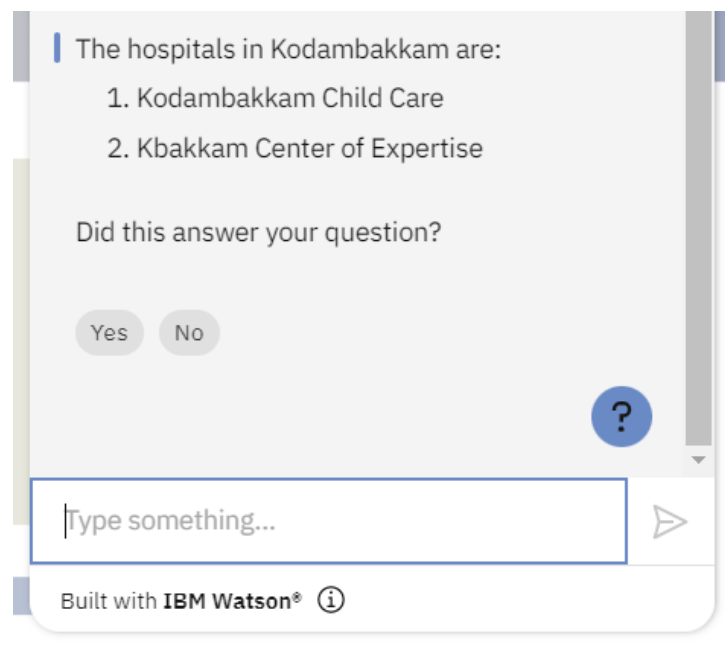 The hospitals in Kodambakkam are:
1. Kodambakkam Child Care
2. Kbakkam Center of Expertise
Did this answer your question?
Yes No
?
Type something...
Built with IBM Watson®